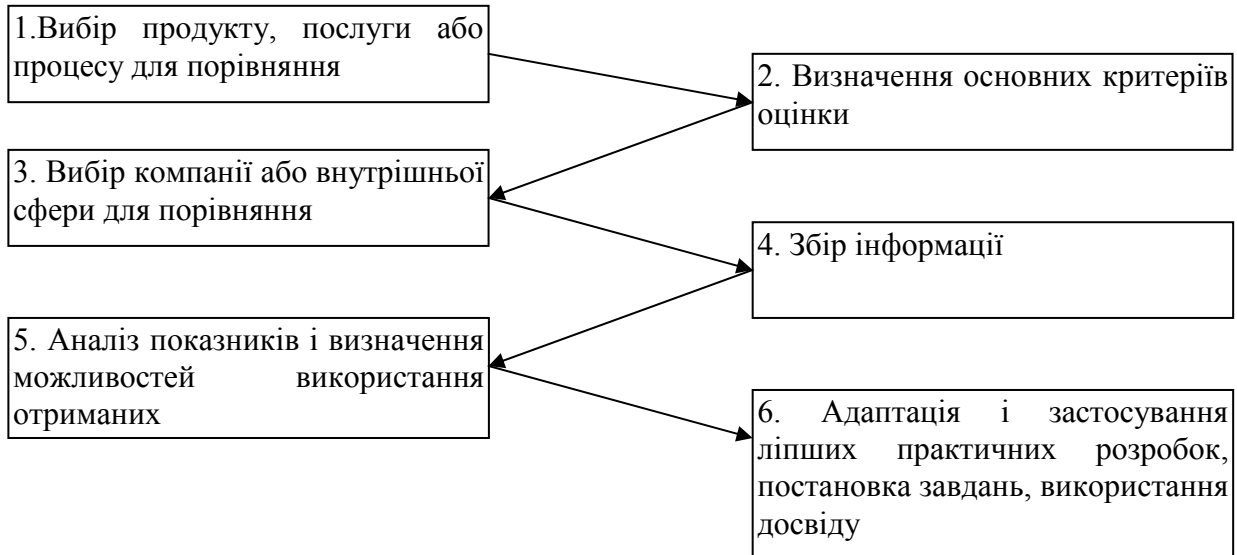 1.Вибір продукту, послуги або
процесу для порівняння
2. Визначення основних критеріїв
оцінки
3. Вибір компанії або внутрішньої
сфери для порівняння
4. Збір інформації
5. Аналіз показників і визначення
можливостей використання
отриманих
6. Адаптація і застосування
ліпших практичних розробок,
постановка завдань, використання
досвіду